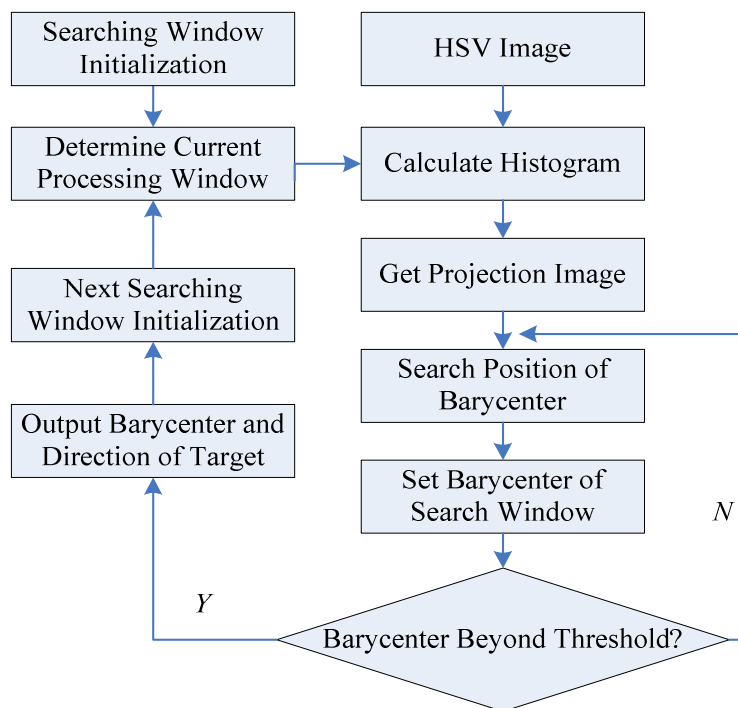 Searching Window
Initialization
HSV Image
Determine Current
Processing Window
Calculate Histogram
Next Searching
Window Initialization
Get Projection Image
Search Position of
Barycenter
Output Barycenter and
Direction of Target
Set Barycenter of
Search Window
N
Y
Barycenter Beyond Threshold?